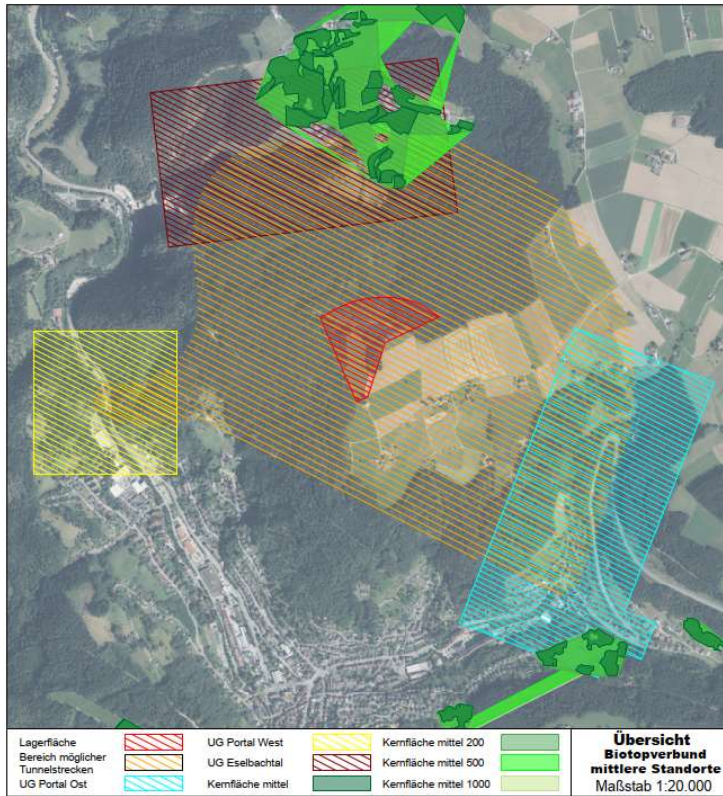 Lagerfläche
Bereich möglicher
Tunnelstrecken
UG Portal Ost
UG Portal West
UG Eselbachtal
Kernfläche mittel
Kernfläche mittel 200
Kernfläche mittel 500
Kernfläche mittel 1000
Übersicht
Biotopverbund
mittlere Standorte
Maßstab 1:20.000